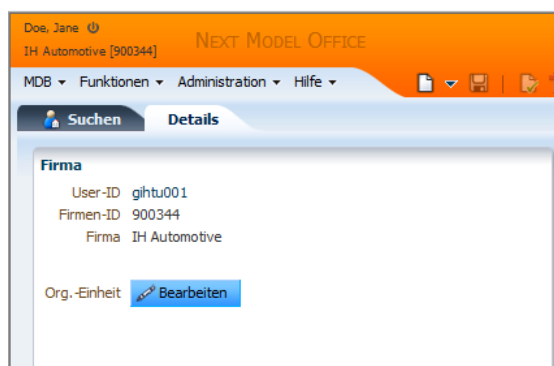 Doe, Jane
IH Automotive [900344]
NEXT MODEL OFFICE
MDB Funktionen Administration Hilfe
Suchen Details
Firma
User-ID gihtu001
Firmen-ID 900344
Firma IH Automotive
Org.-Einheit Bearbeiten